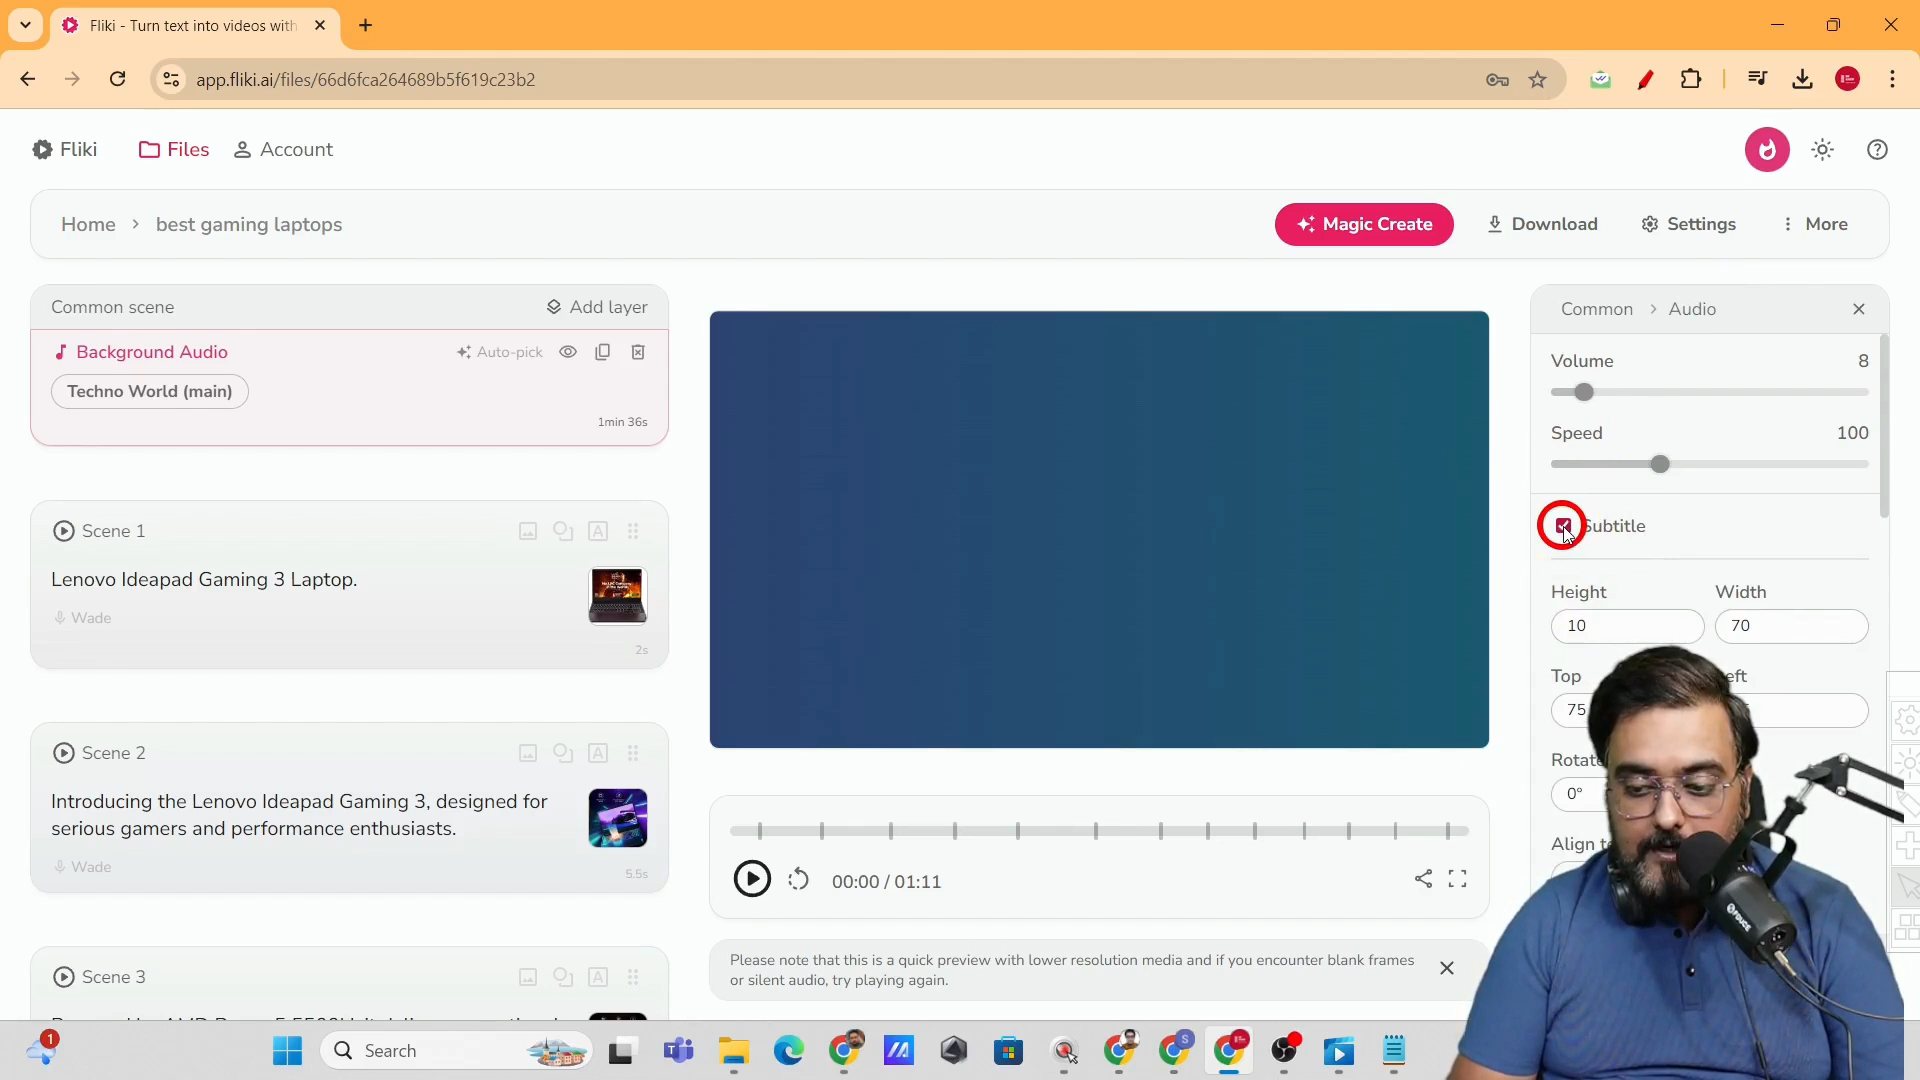 Fliki - Turn text into videos with
app.fliki.ai/files/66d6fca264689b5f619c23b2
Fliki
Files
Account
Home > best gaming laptops
Magic Create
Download
Settings
More
Common scene
Add layer
Background Audio
Auto-pick
Techno World (main)
1min 36s
Scene 1
Lenovo Ideapad Gaming 3 Laptop.
Wade
2s
Scene 2
Introducing the Lenovo Ideapad Gaming 3, designed for
serious gamers and performance enthusiasts.
Wade
5.5s
Scene 3
00:00 / 01:11
Please note that this is a quick preview with lower resolution media and if you encounter blank frames
or silent audio, try playing again.
Common > Audio
Volume 8
Speed 100
Subtitle
Height Width
10 70
Top
75
Rotate
0°
Align
1
Search